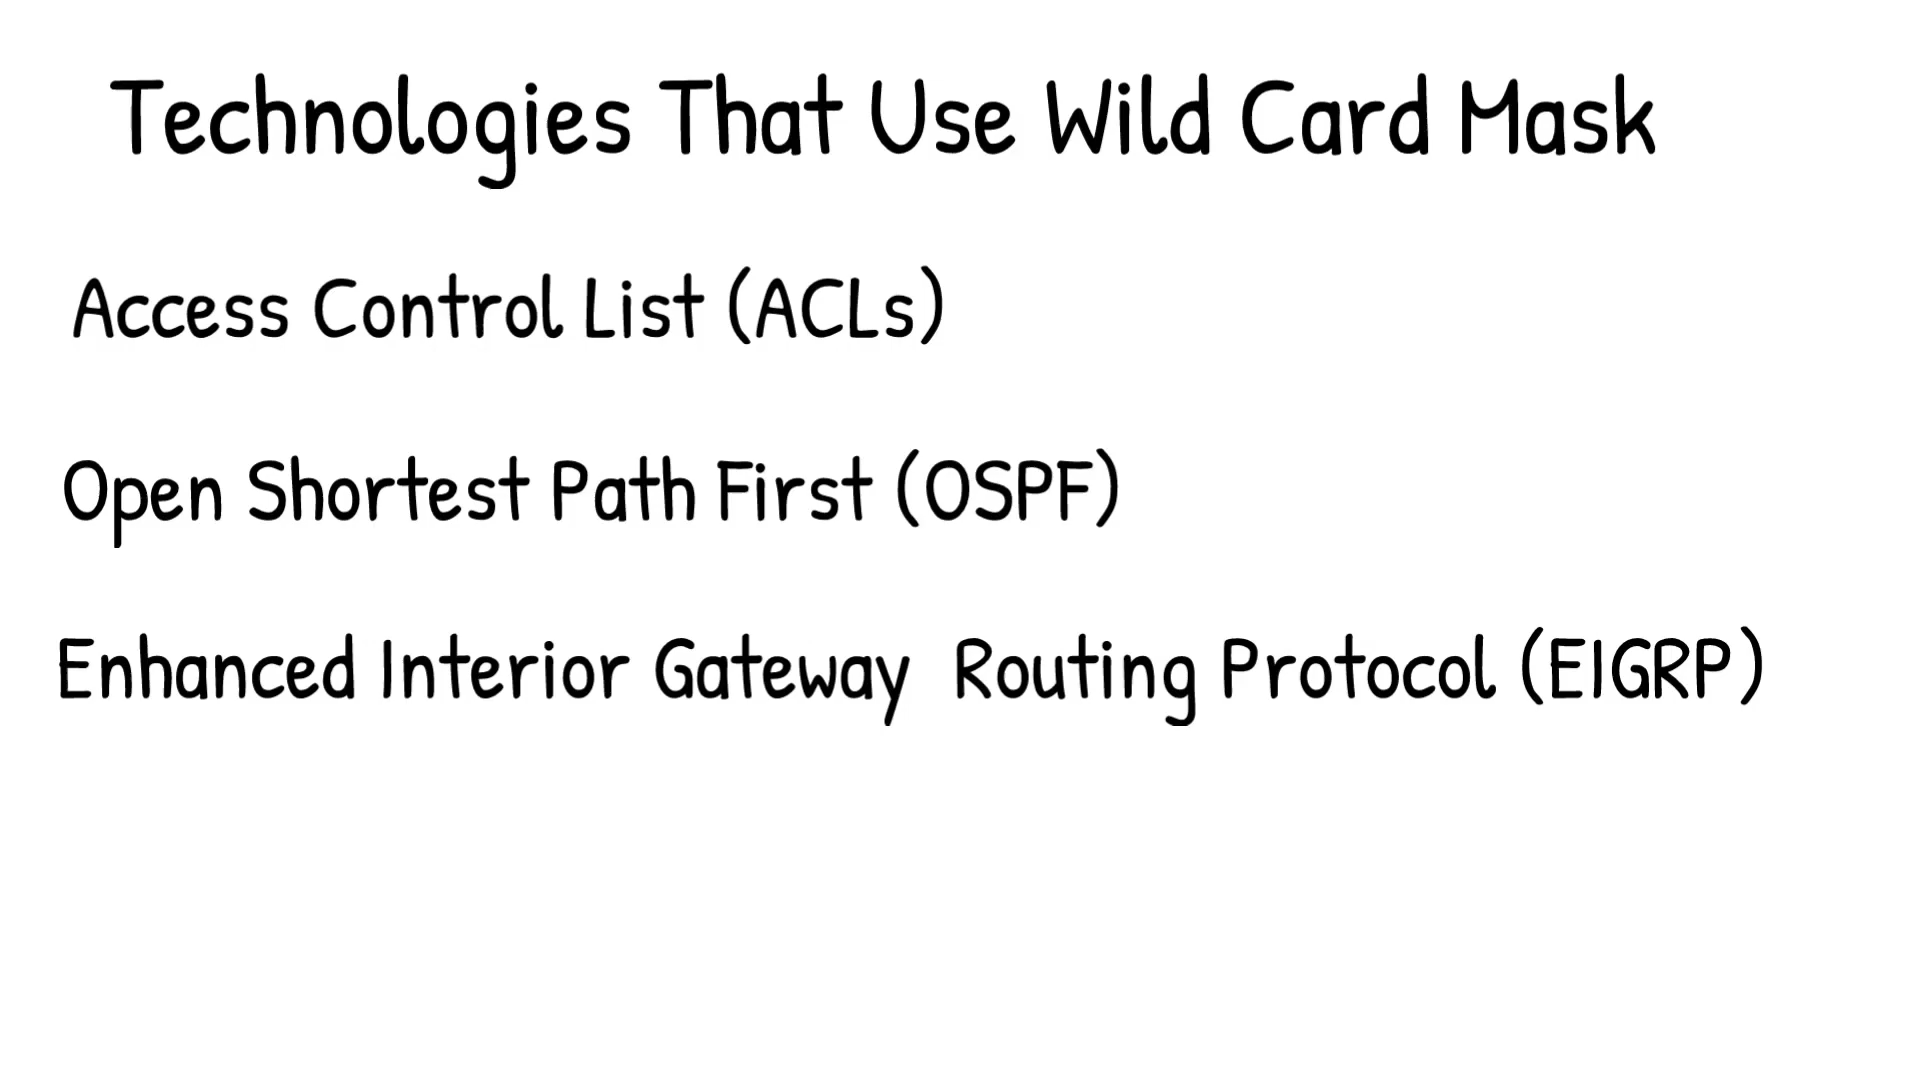 Technologies That Use Wild Card Mask
Access Control List (ACLs)
Open Shortest Path First (OSPF)
Enhanced Interior Gateway Routing Protocol (EIGRP)